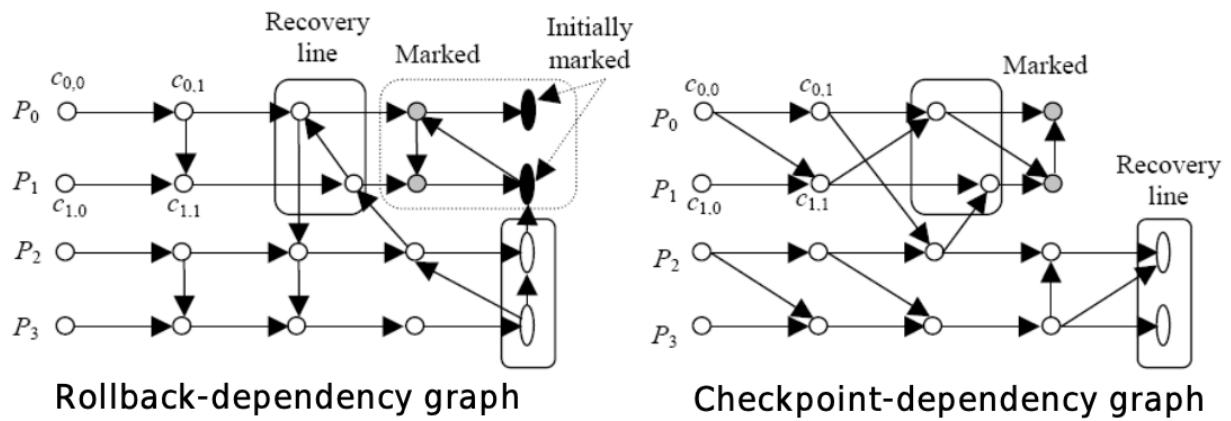 Recovery
line
Marked
Initially
marked
c0,0
c0,1
P0
P1
c1.0
c1.1
P2
P3
Rollback-dependency graph
Marked
c0.0
c0,1
P0
P1
c1.0
c1.1
Recovery
line
P2
P3
Checkpoint-dependency graph